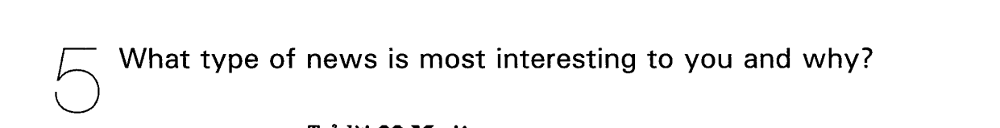 5 What type of news is most interesting to you and why?